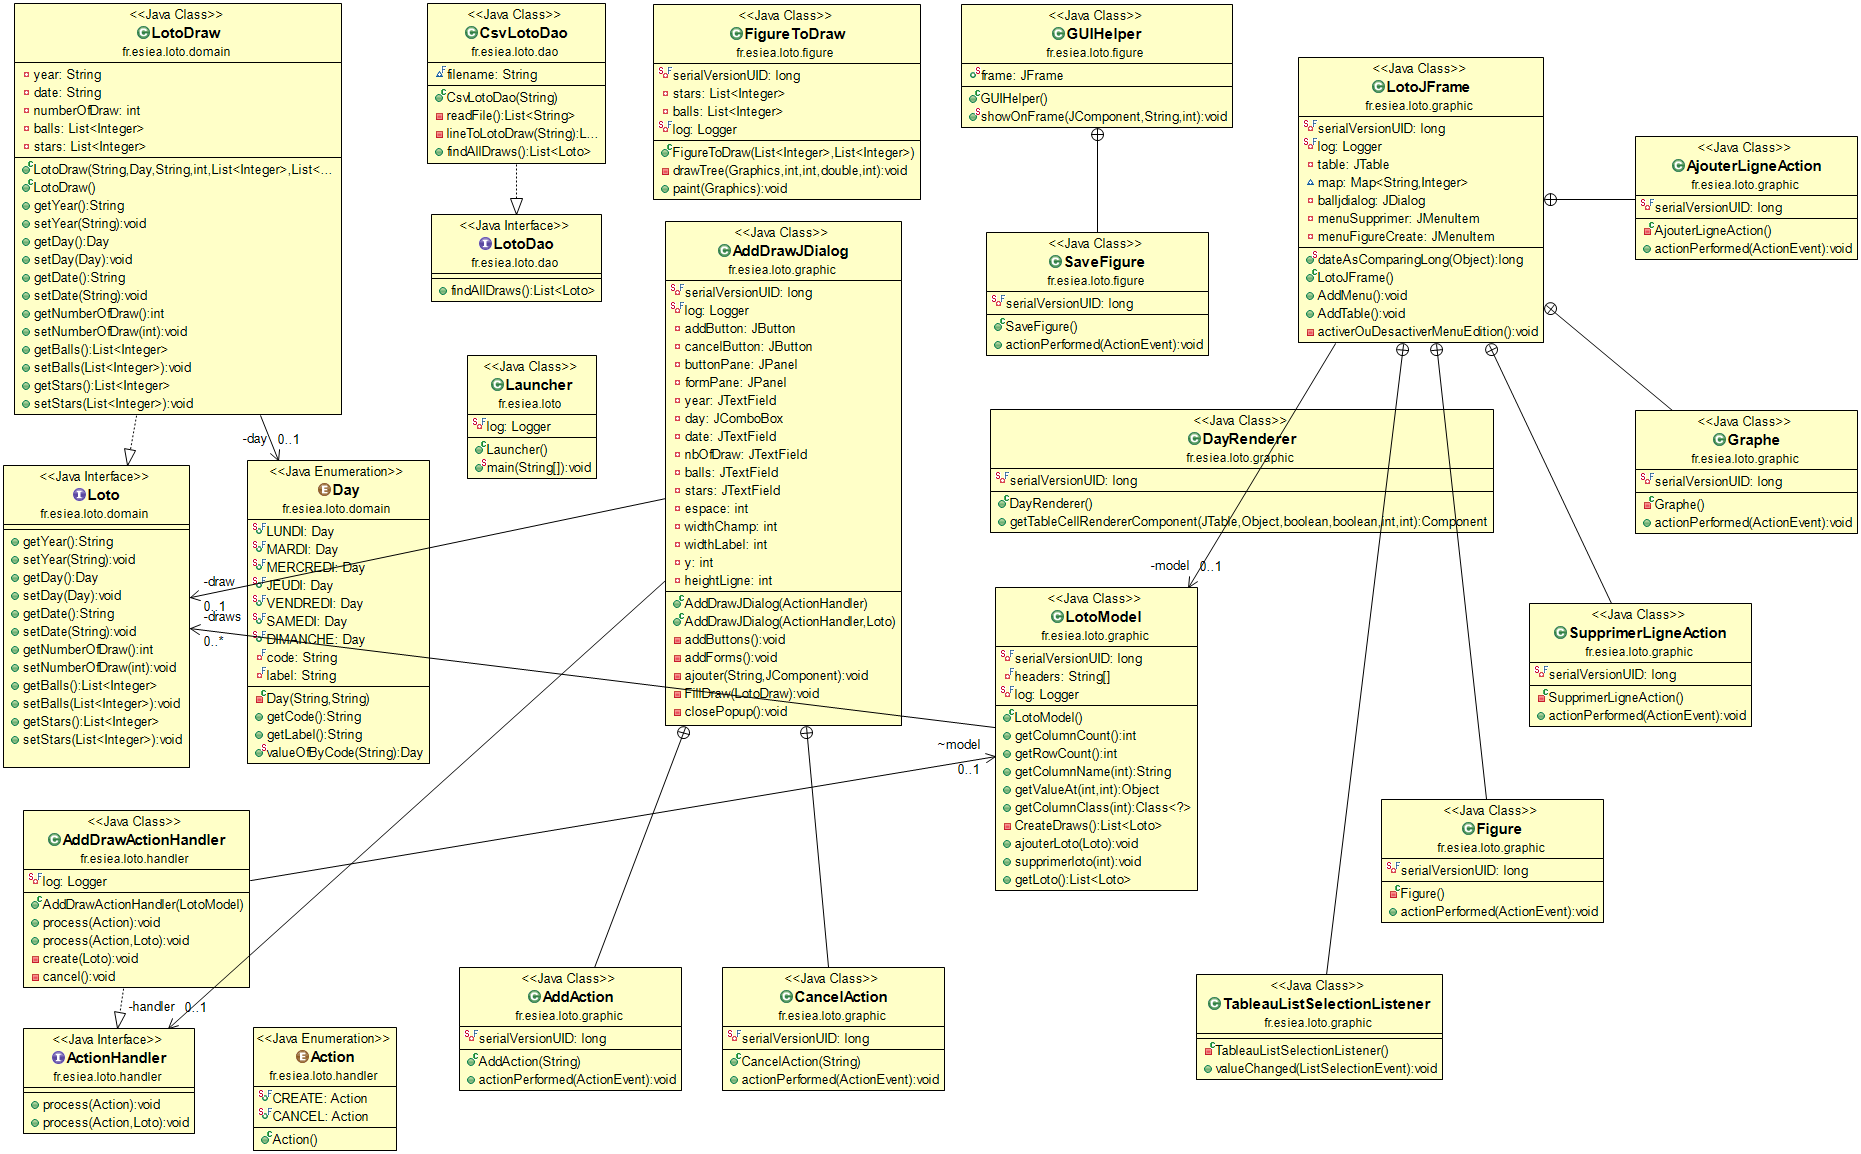 <<Java Class>>
LotoDraw
fr.esiea.loto.domain
year: String
date: String
numberOfDraw: int
balls: List<Integer>
stars: List<Integer>
LotoDraw(String,Day,String,int,List<Integer>,List<...
LotoDraw()
getYear():String
setYear(String):void
getDay():Day
setDay(Day):void
getDate():String
setDate(String):void
getNumberOfDraw():int
setNumberOfDraw(int):void
getBalls():List<Integer>
setBalls(List<Integer>):void
getStars():List<Integer>
setStars(List<Integer>):void
<<Java Class>>
CsvLotoDao
fr.esiea.loto.dao
filename: String
CsvLotoDao(String)
readFile():List<String>
lineToLotoDraw(String):L...
findAllDraws():List<Loto>
<<Java Class>>
FigureToDraw
fr.esiea.loto.figure
serialVersionUID: long
stars: List<Integer>
balls: List<Integer>
log: Logger
FigureToDraw(List<Integer>,List<Integer>)
drawTree(Graphics,int,int,double,int):void
paint(Graphics):void
<<Java Class>>
GUIHelper
fr.esiea.loto.figure
frame: JFrame
GUIHelper()
showOnFrame(JComponent,String,int):void
<<Java Class>>
LotoJFrame
fr.esiea.loto.graphic
serialVersionUID: long
log: Logger
table: JTable
map: Map<String,Integer>
balljdialog: JDialog
menuSupprimer: JMenuItem
menuFigureCreate: JMenuItem
dateAsComparingLong(Object):long
LotoJFrame()
AddMenu():void
AddTable():void
activerOuDesactiverMenuEdition():void
<<Java Class>>
AjouterLigneAction
fr.esiea.loto.graphic
serialVersionUID: long
AjouterLigneAction()
actionPerformed(ActionEvent):void
<<Java Interface>>
LotoDao
fr.esiea.loto.dao
findAllDraws():List<Loto>
<<Java Class>>
AddDrawJDialog
fr.esiea.loto.graphic
serialVersionUID: long
log: Logger
addButton: JButton
cancelButton: JButton
buttonPane: JPanel
formPane: JPanel
year: JTextField
day: JComboBox
date: JTextField
nbOfDraw: JTextField
balls: JTextField
stars: JTextField
espace: int
widthChamp: int
widthLabel: int
y: int
heightLigne: int
AddDrawJDialog(ActionHandler)
AddDrawJDialog(ActionHandler,Loto)
addButtons():void
addForms():void
ajouter(String,JComponent):void
FillDraw(LotoDraw):void
closePopup():void
<<Java Class>>
SaveFigure
fr.esiea.loto.figure
serialVersionUID: long
SaveFigure()
actionPerformed(ActionEvent):void
<<Java Class>>
Launcher
fr.esiea.loto
log: Logger
Launcher()
main(String[]):void
<<Java Class>>
DayRenderer
fr.esiea.loto.graphic
serialVersionUID: long
DayRenderer()
getTableCellRendererComponent(JTable,Object,boolean,boolean,int,int):Component
<<Java Class>>
Graphe
fr.esiea.loto.graphic
serialVersionUID: long
Graphe()
actionPerformed(ActionEvent):void
-day 0..1
<<Java Interface>>
Loto
fr.esiea.loto.domain
getYear():String
setYear(String):void
getDay():Day
setDay(Day):void
getDate():String
setDate(String):void
getNumberOfDraw():int
setNumberOfDraw(int):void
getBalls():List<Integer>
setBalls(List<Integer>):void
getStars():List<Integer>
setStars(List<Integer>):void
<<Java Enumeration>>
Day
fr.esiea.loto.domain
LUNDI: Day
MARDI: Day
MERCREDI: Day
JEUDI: Day
VENDREDI: Day
SAMEDI: Day
DIMANCHE: Day
code: String
label: String
Day(String,String)
getCode():String
getLabel():String
valueOfByCode(String):Day
-draw
0..1
-draws
0..*
-model 0..1
<<Java Class>>
LotoModel
fr.esiea.loto.graphic
serialVersionUID: long
headers: String[]
log: Logger
LotoModel()
getColumnCount():int
getRowCount():int
getColumnName(int):String
getValueAt(int,int):Object
getColumnClass(int):Class<?>
CreateDraws():List<Loto>
ajouterLoto(Loto):void
supprimerloto(int):void
getLoto():List<Loto>
~model
0..1
<<Java Class>>
SupprimerLigneAction
fr.esiea.loto.graphic
serialVersionUID: long
SupprimerLigneAction()
actionPerformed(ActionEvent):void
<<Java Class>>
Figure
fr.esiea.loto.graphic
serialVersionUID: long
Figure()
actionPerformed(ActionEvent):void
<<Java Class>>
AddDrawActionHandler
fr.esiea.loto.handler
log: Logger
AddDrawActionHandler(LotoModel)
process(Action):void
process(Action,Loto):void
create(Loto):void
cancel():void
-handler 0..1
<<Java Interface>>
ActionHandler
fr.esiea.loto.handler
process(Action):void
process(Action,Loto):void
<<Java Enumeration>>
Action
fr.esiea.loto.handler
CREATE: Action
CANCEL: Action
Action()
<<Java Class>>
AddAction
fr.esiea.loto.graphic
serialVersionUID: long
AddAction(String)
actionPerformed(ActionEvent):void
<<Java Class>>
CancelAction
fr.esiea.loto.graphic
serialVersionUID: long
CancelAction(String)
actionPerformed(ActionEvent):void
<<Java Class>>
TableauListSelectionListener
fr.esiea.loto.graphic
TableauListSelectionListener()
valueChanged(ListSelectionEvent):void